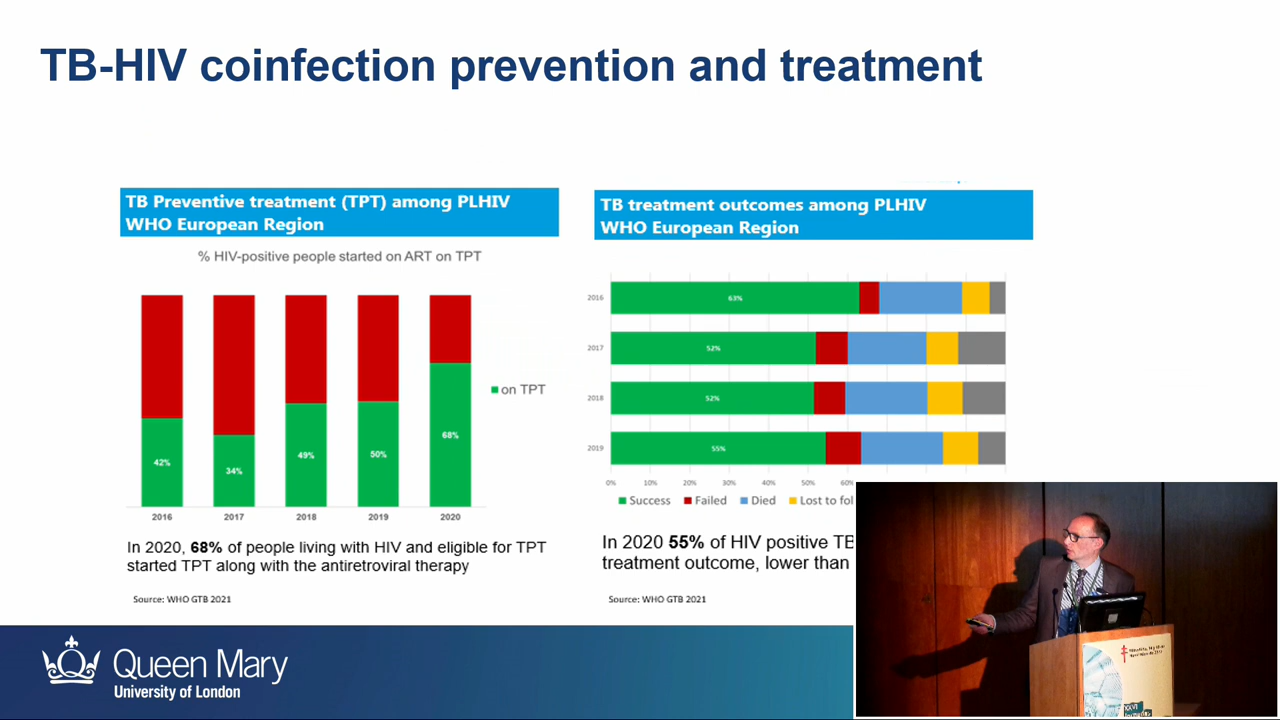 TB-HIV coinfection prevention and treatment
TB Preventive treatment (TPT) among PLHIV
WHO European Region
% HIV-positive people started on ART on TPT
42%
34%
49%
50%
68%
on TPT
2016
2017
2018
2019
2020
In 2020, 68% of people living with HIV and eligible for TPT
started TPT along with the antiretroviral therapy
Source: WHO GTB 2021
TB treatment outcomes among PLHIV
WHO European Region
2016
63%
2017
52%
2018
52%
2019
55%
0%
10%
20%
30%
40%
50%
60%
Success
Failed
Died
Lost to fol
In 2020 55% of HIV positive TB
treatment outcome, lower than
Source: WHO GTB 2021
Queen Mary
University of London